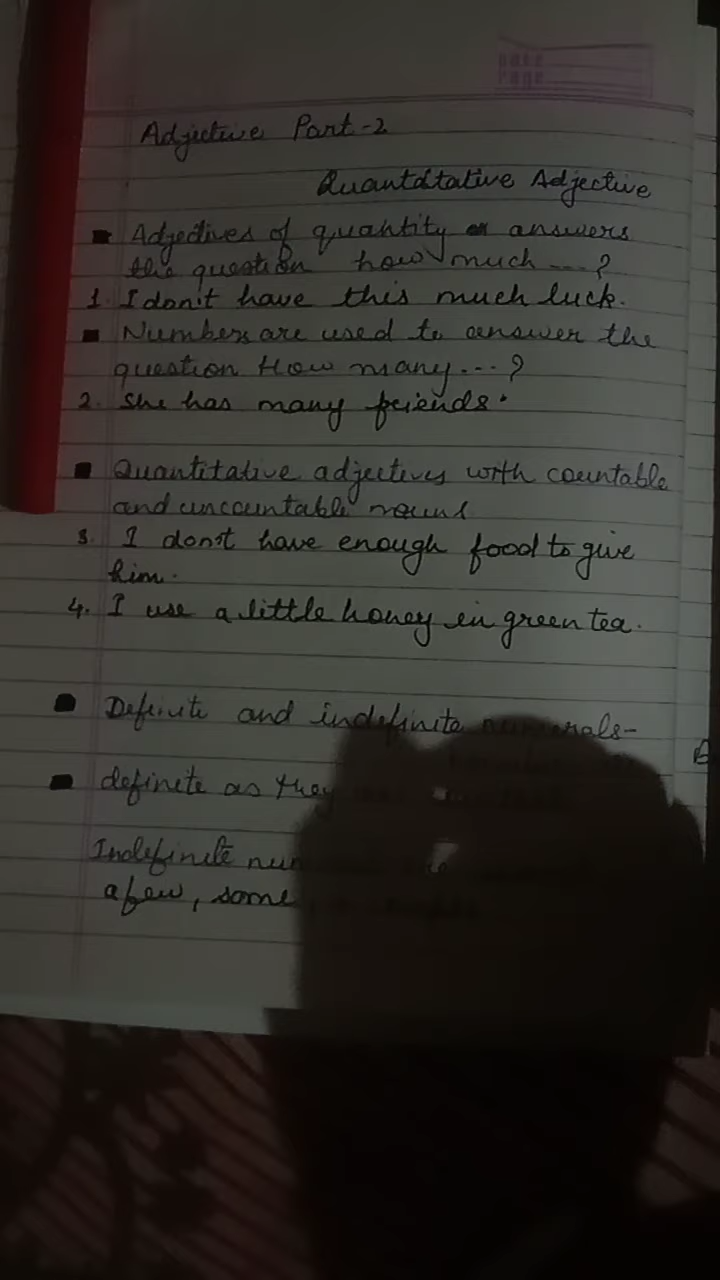 Adjective Part-2
Quantitative Adjective
Adjectives of quantity answers
the question how much ....?
1. I don't have this much luck.
Numbers are used to answer the
question How many...?
2. She has many friends.
Quantitative adjectives with countable
and uncountable nouns
3. I don't have enough food to give
him.
4. I use a little honey in green tea.
Definite and indefinite numerals-
definite as they
Indefinite
a few, some